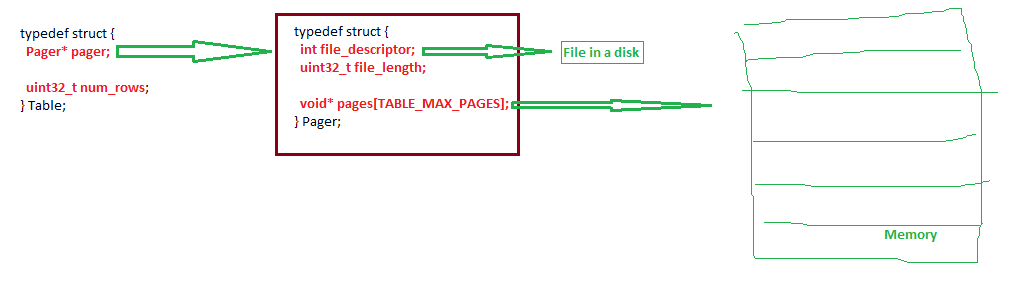 typedef struct {
Pager* pager;
uint32_t num_rows;
} Table;
typedef struct {
int file_descriptor;
uint32_t file_length;
void* pages[TABLE_MAX_PAGES];
} Pager;
File in a disk
Memory